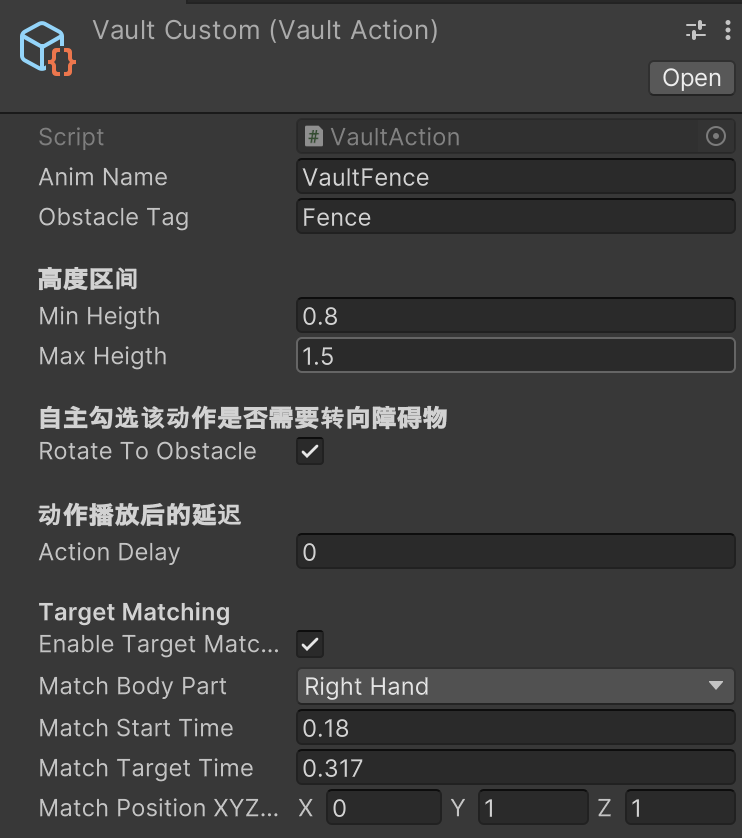 Vault Custom (Vault Action)
Open
Script # VaultAction
Anim Name VaultFence
Obstacle Tag Fence
高度区间
Min Heigth 0.8
Max Heigth 1.5
自主勾选该动作是否需要转向障碍物
Rotate To Obstacle
动作播放后的延迟
Action Delay 0
Target Matching
Enable Target Matc...
Match Body Part Right Hand
Match Start Time 0.18
Match Target Time 0.317
Match Position XYZ... X 0 Y 1 Z 1